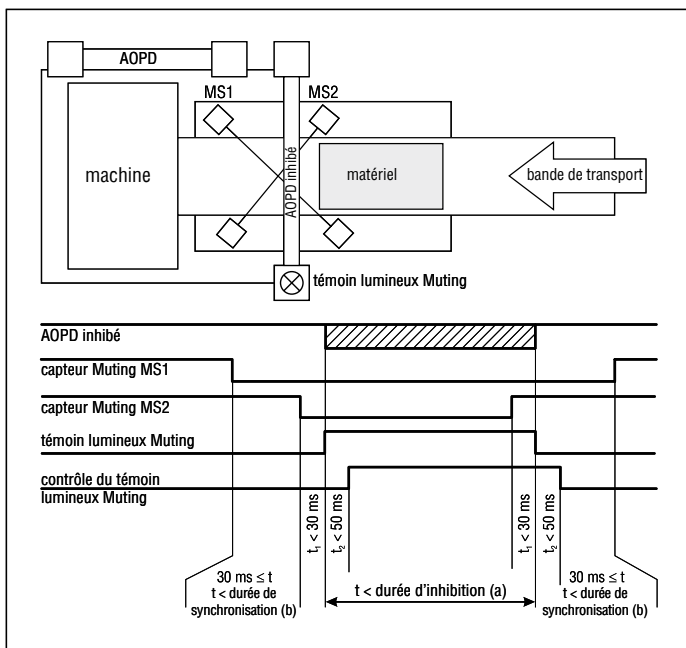 AOPD
MS1
MS2
machine
AOPD inhibé
matériel
bande de transport
témoin lumineux Muting
AOPD inhibé
capteur Muting MS1
capteur Muting MS2
témoin lumineux Muting
contrôle du témoin
lumineux Muting
t₁ < 30 ms
t₂ < 50 ms
t₁ < 30 ms
t₂ < 50 ms
30 ms ≤ t
t < durée de
synchronisation (b)
t < durée d'inhibition (a)
30 ms ≤ t
t < durée de
synchronisation (b)